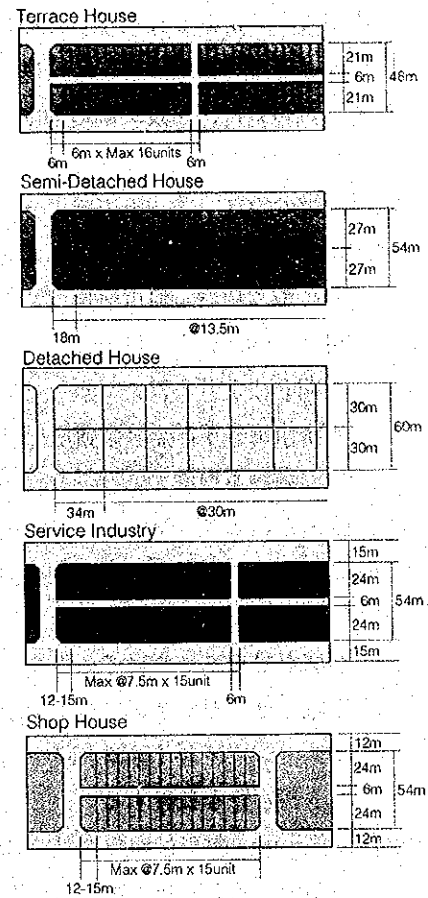 Terrace House
21m
6m
48m
21m
6m x Max 16units
6m
6m
Semi-Detached House
27m
54m
27m
18m
@13.5m
Detached House
30m
60m
30m
34m
@30m
Service Industry
15m
24m
6m
54m
24m
15m
Max @7.5m x 15unit
12-15m
6m
Shop House
12m
24m
6m
54m
24m
12m
Max @7.5m x 15unit
12-15m